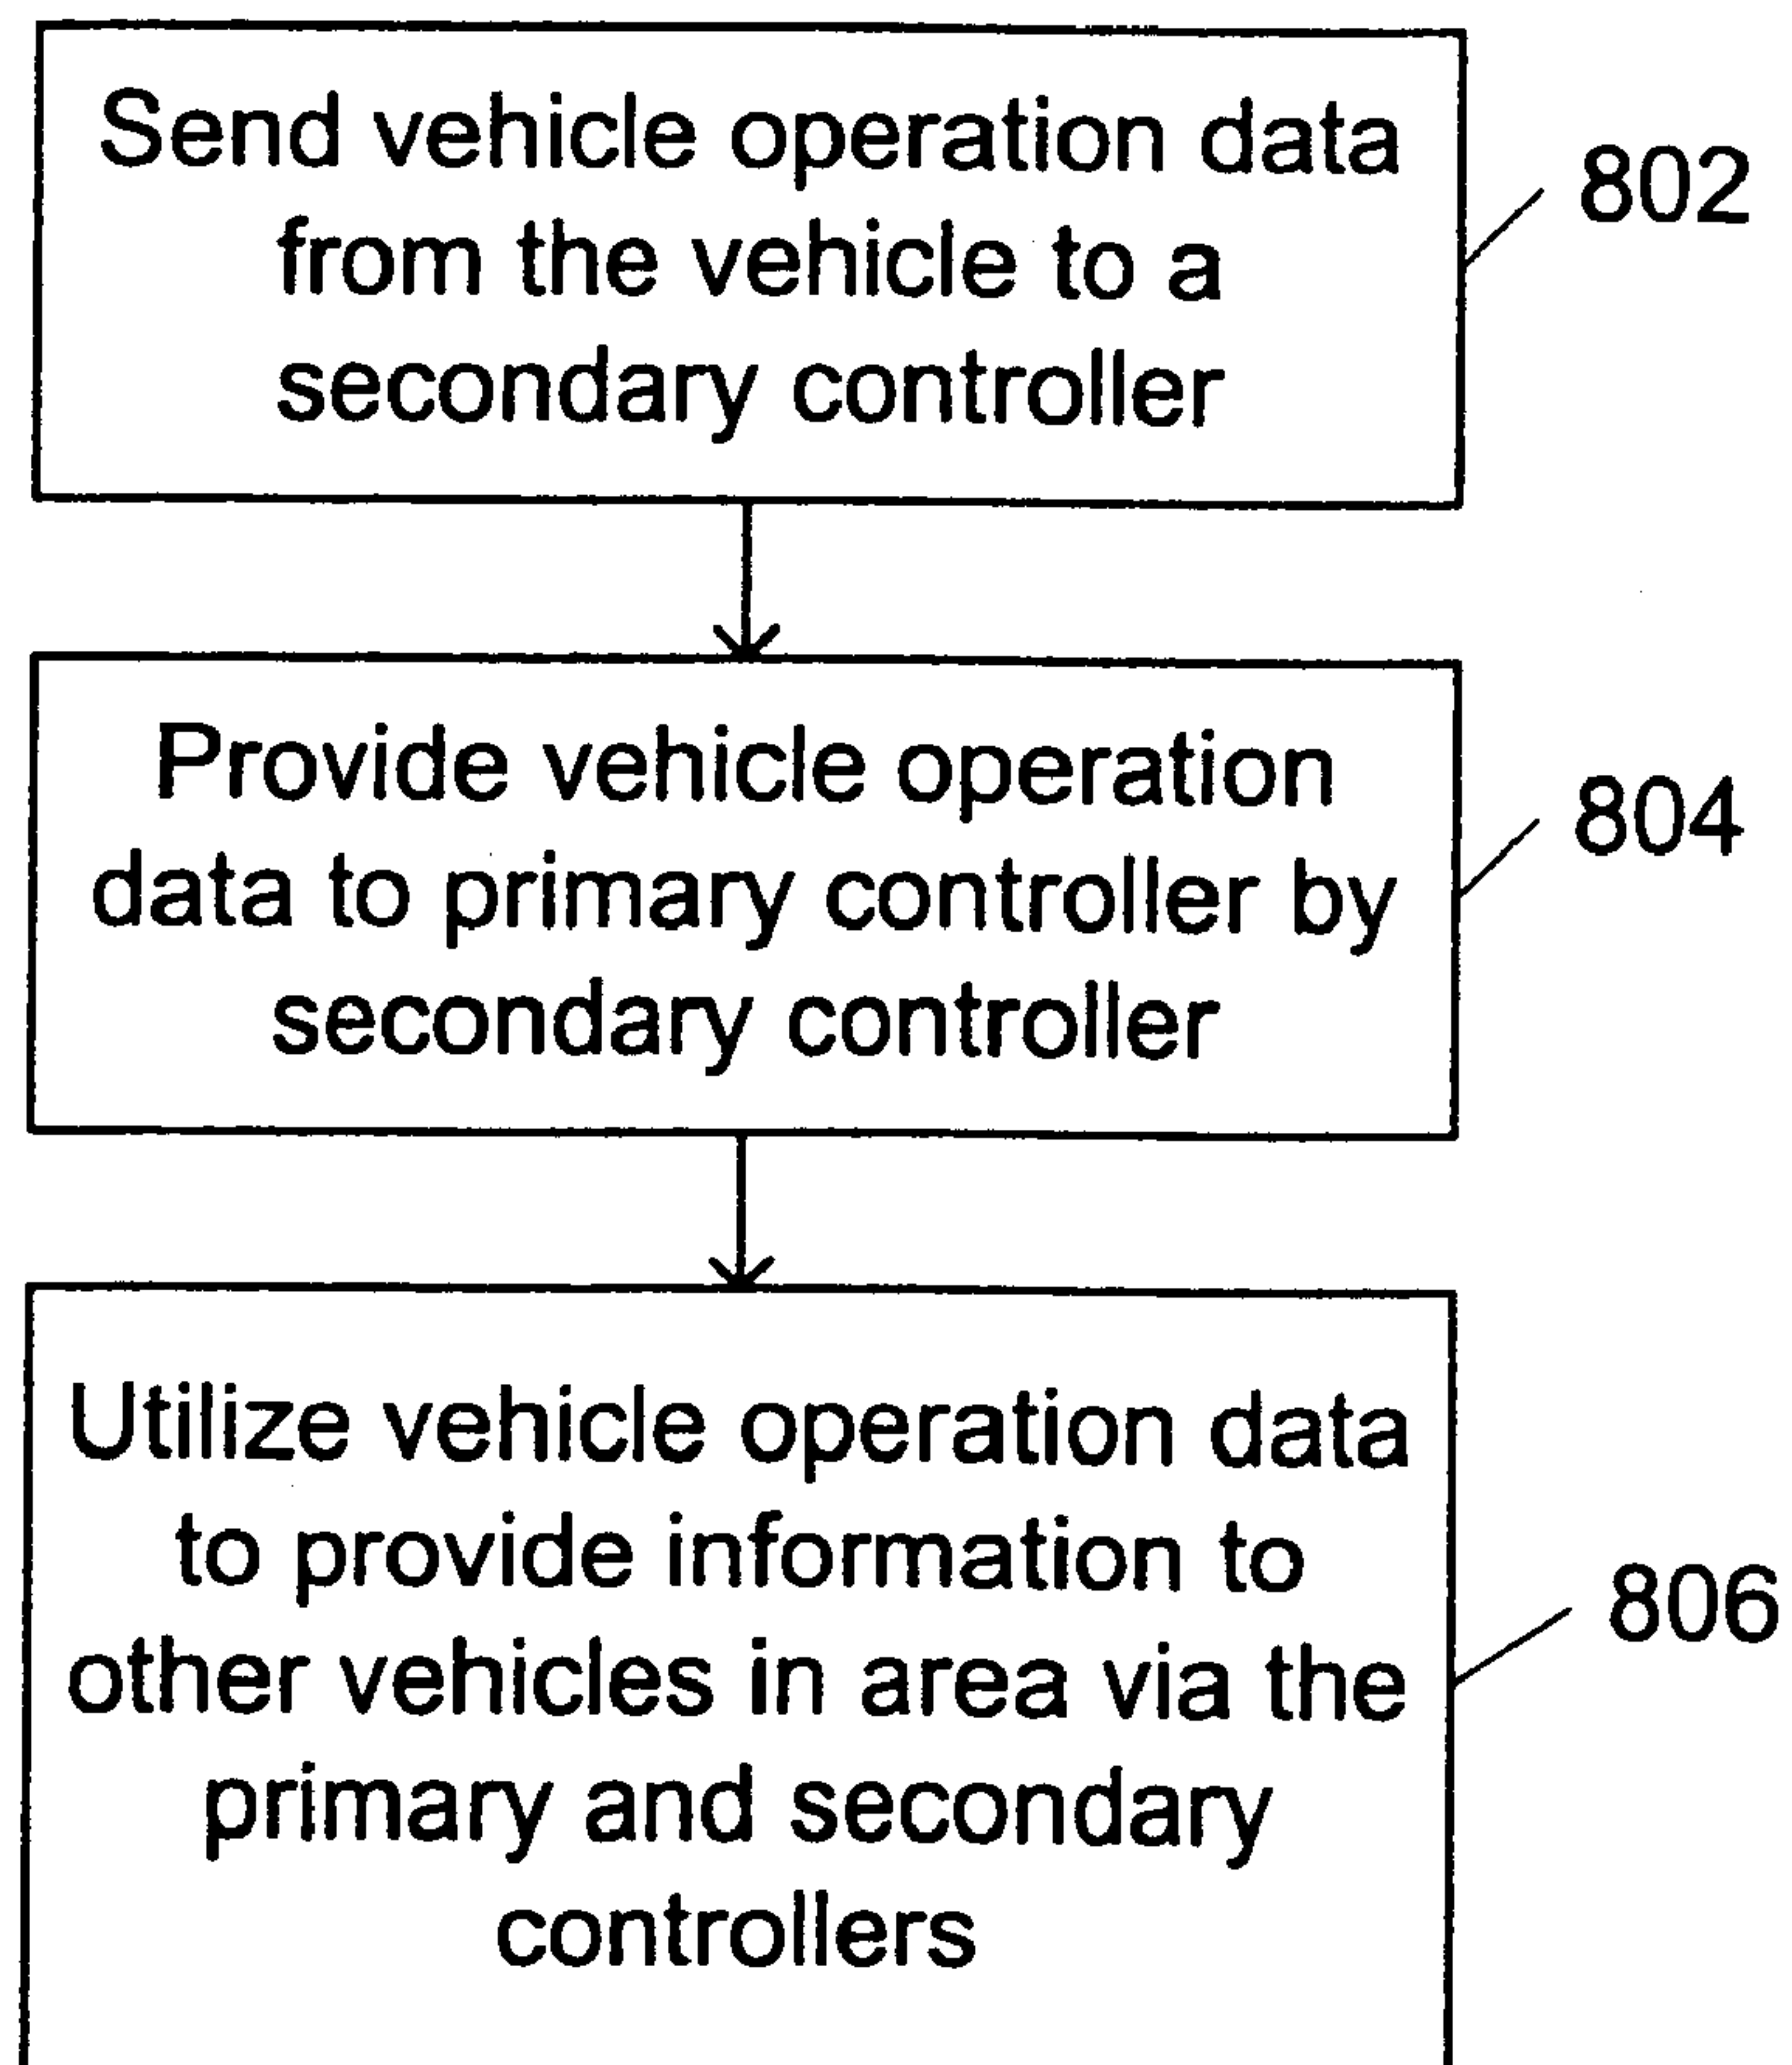 Send vehicle operation data
from the vehicle to a
secondary controller
802
Provide vehicle operation
data to primary controller by
secondary controller
804
Utilize vehicle operation data
to provide information to
other vehicles in area via the
primary and secondary
controllers
806